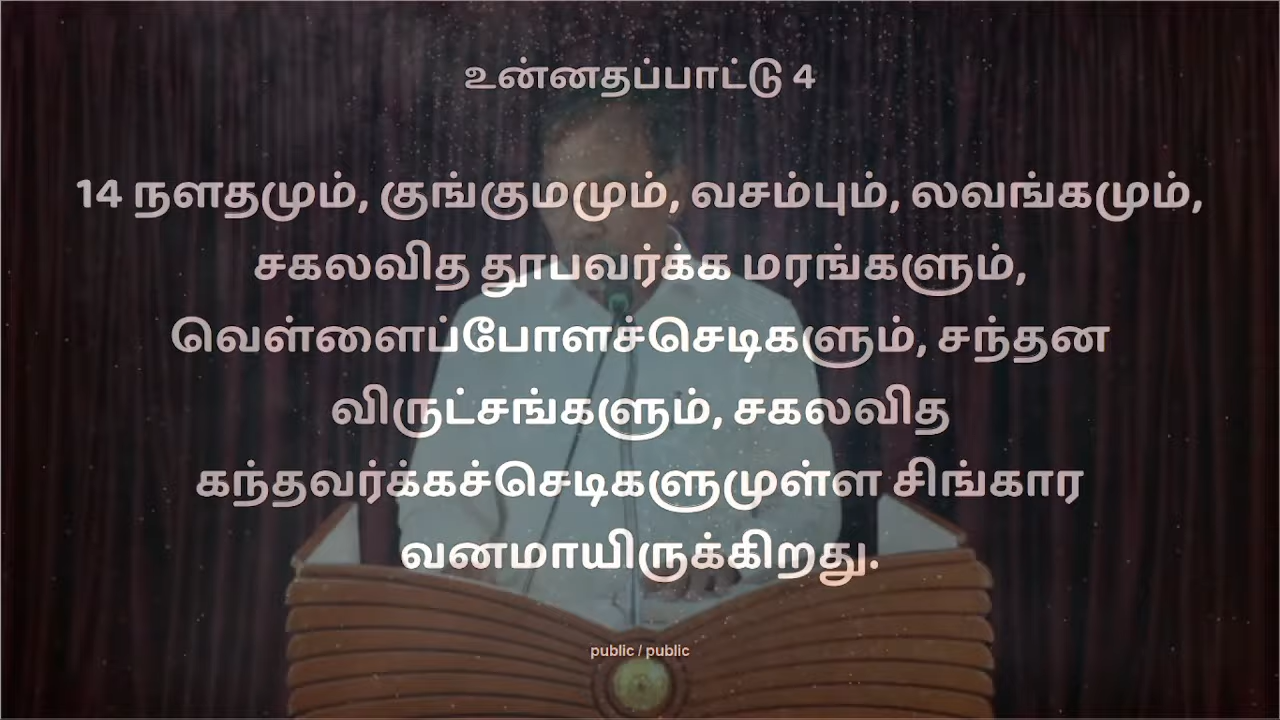 உன்னதப்பாட்டு 4
14 நளதமும், குங்குமமும், வசம்பும், லவங்கமும்,
சகலவித தூபவர்க்க மரங்களும்,
வெள்ளைப்போளச்செடிகளும், சந்தன
விருட்சங்களும், சகலவித
கந்தவர்க்கச்செடிகளுமுள்ள சிங்கார
வனமாயிருக்கிறது.
public / public